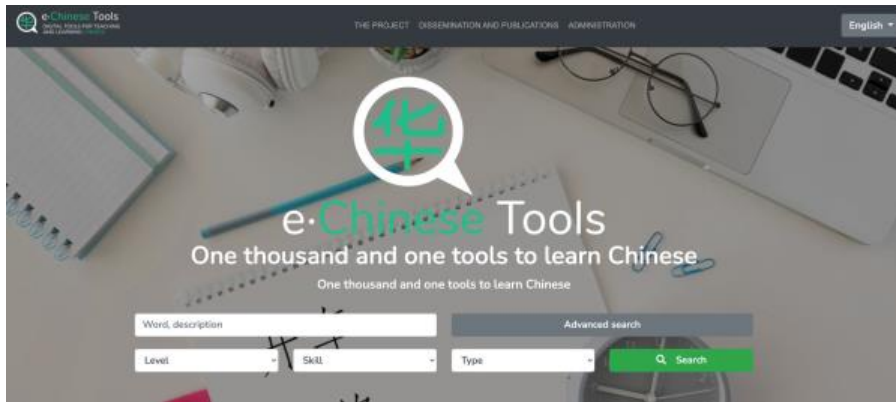 e·Chinese Tools
DIGITAL TOOLS FOR TEACHING
AND LEARNING CHINESE
THE PROJECT DISSEMINATION AND PUBLICATIONS ADMINISTRATION
English
华
e·Chinese Tools
One thousand and one tools to learn Chinese
One thousand and one tools to learn Chinese
Word, description
Advanced search
Level
Skill
Type
Search